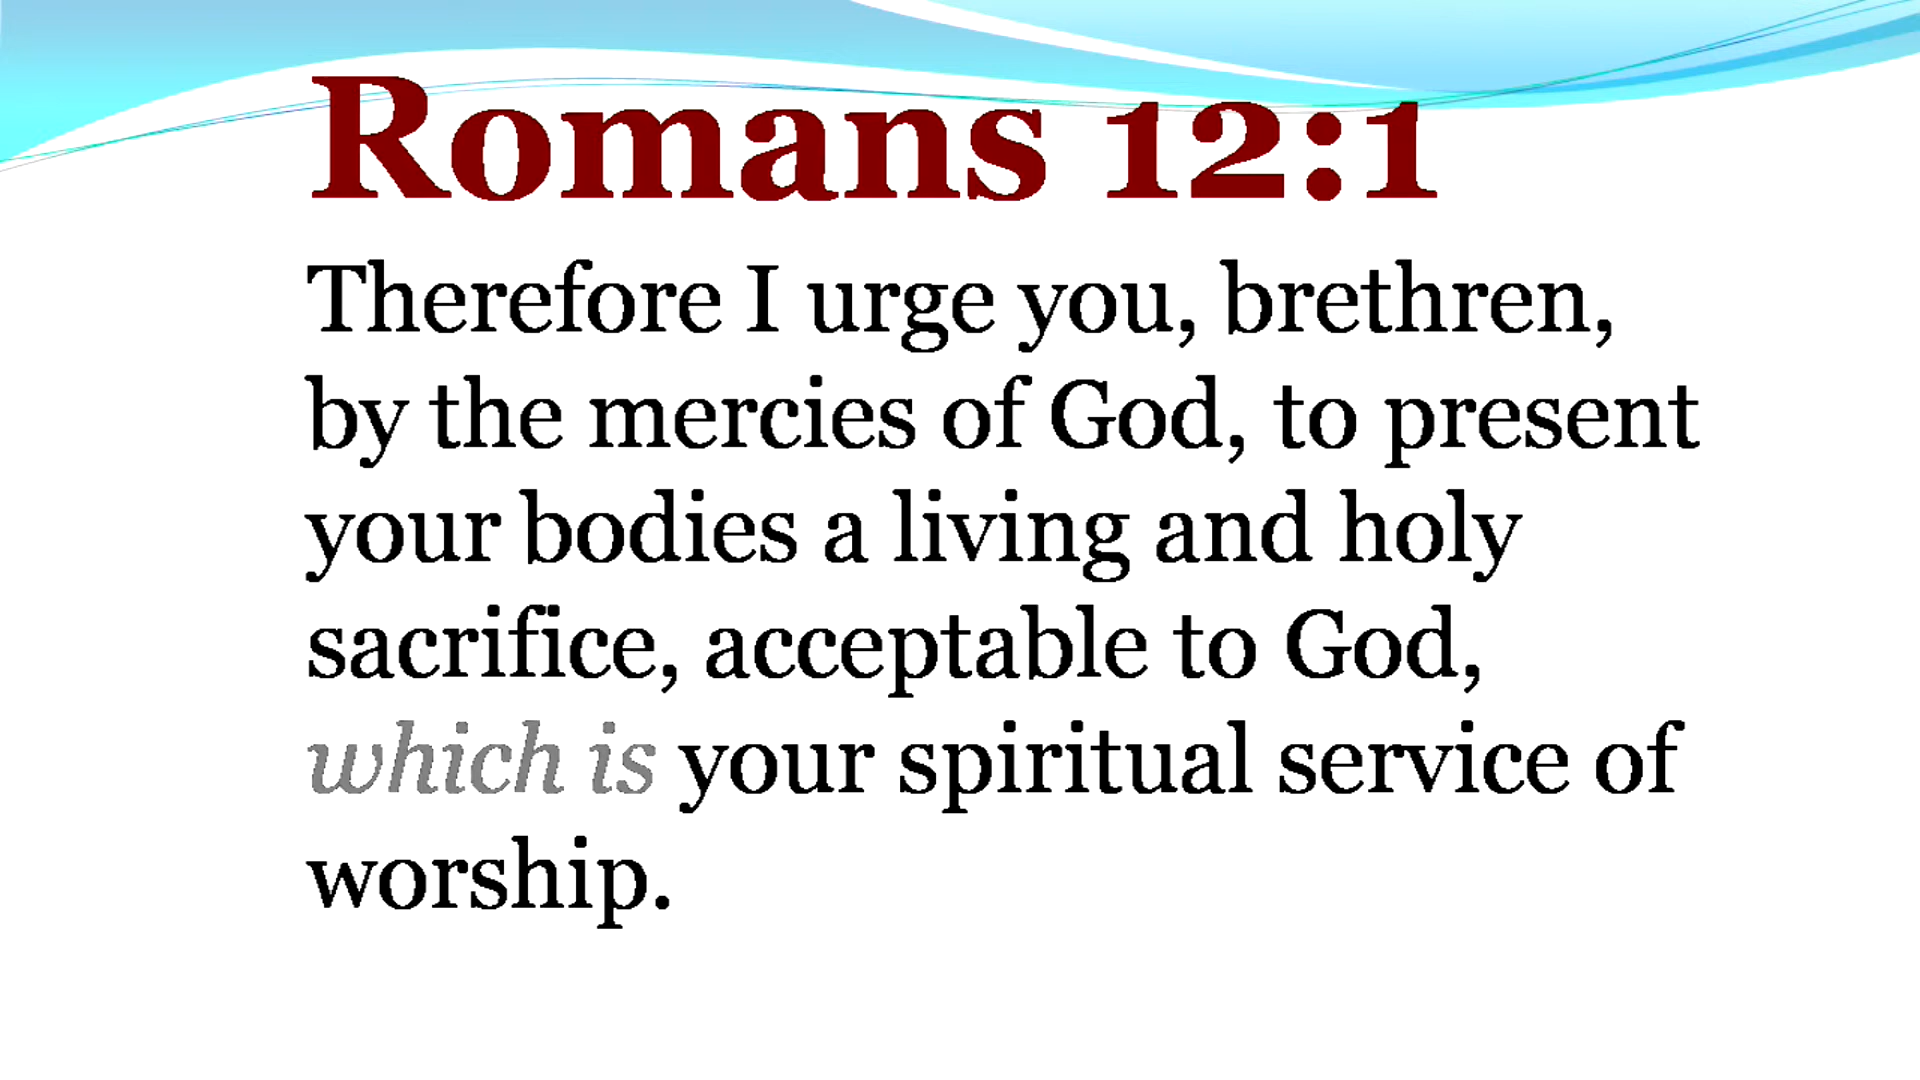 Romans 12:1
Therefore I urge you, brethren,
by the mercies of God, to present
your bodies a living and holy
sacrifice, acceptable to God,
which is your spiritual service of
worship.